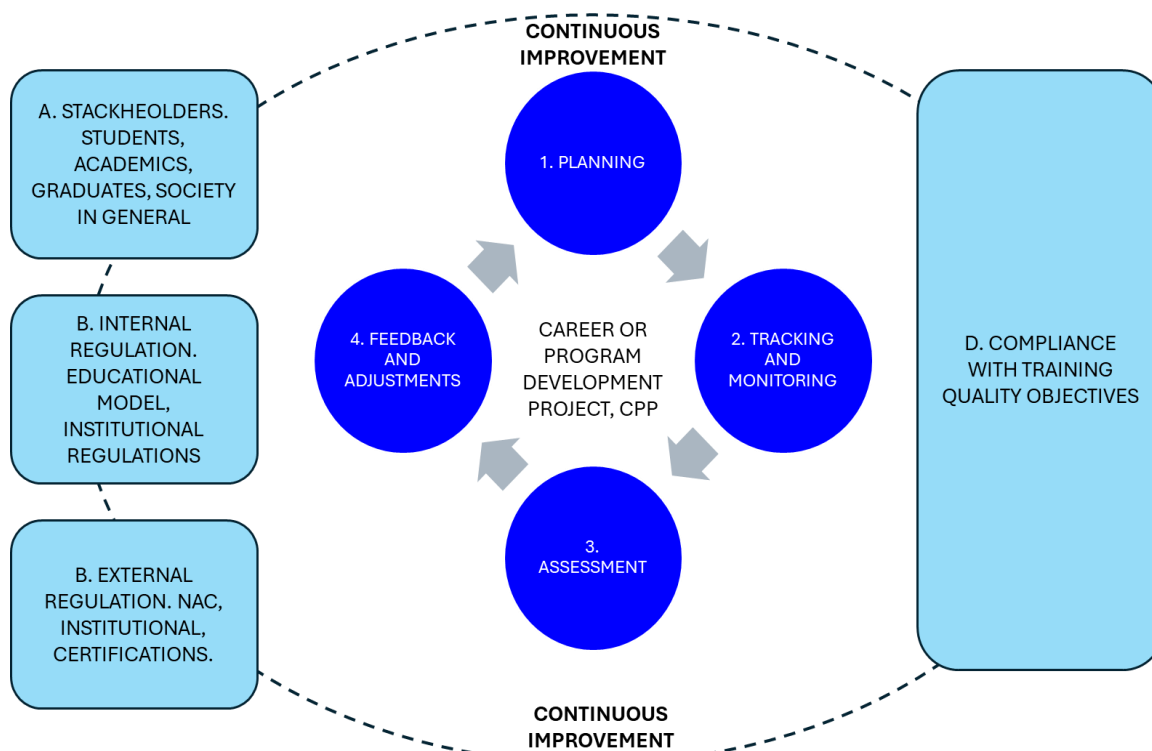 CONTINUOUS
IMPROVEMENT
A. STACKHEOLDERS.
STUDENTS,
ACADEMICS,
GRADUATES, SOCIETY
IN GENERAL
B. INTERNAL
REGULATION.
EDUCATIONAL
MODEL,
INSTITUTIONAL
REGULATIONS
B. EXTERNAL
REGULATION. NAC,
INSTITUTIONAL,
CERTIFICATIONS.
1. PLANNING
2. TRACKING
AND
MONITORING
3.
ASSESSMENT
4. FEEDBACK
AND
ADJUSTMENTS
CAREER OR
PROGRAM
DEVELOPMENT
PROJECT, CPP
D. COMPLIANCE
WITH TRAINING
QUALITY OBJECTIVES
CONTINUOUS
IMPROVEMENT